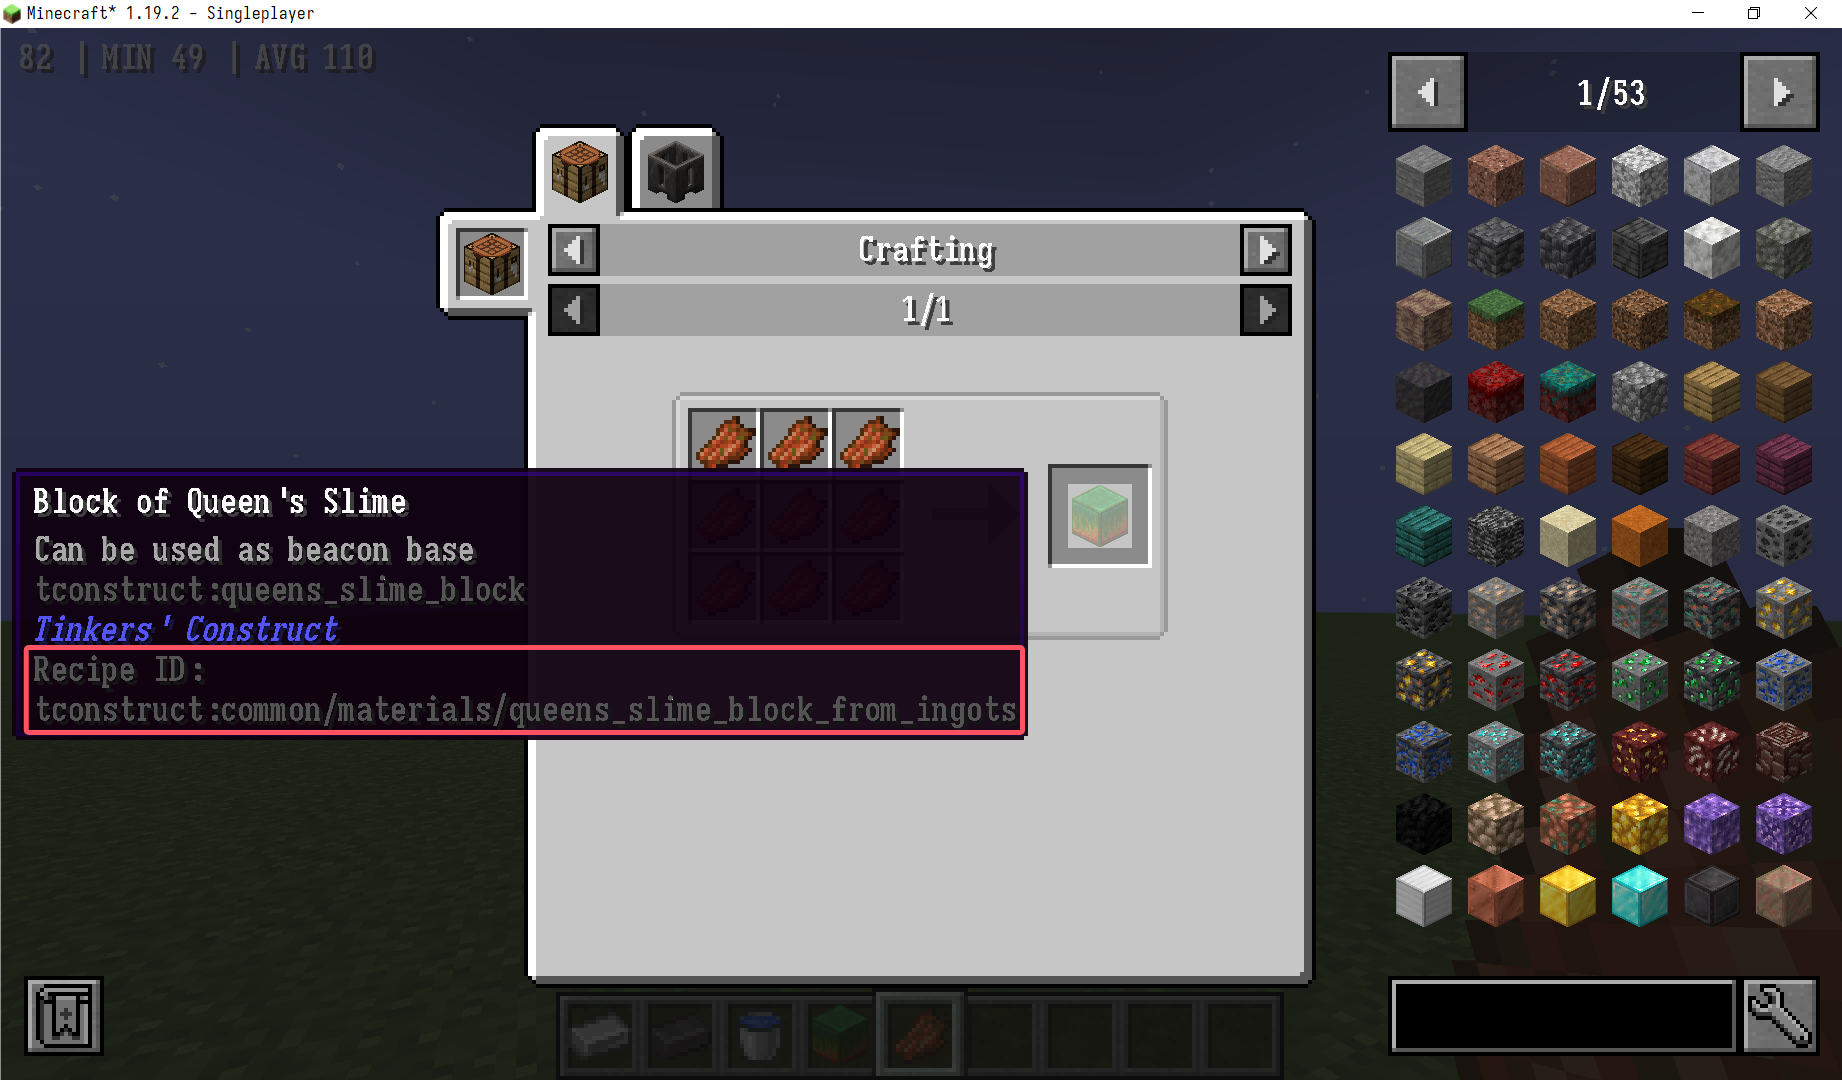 Minecraft* 1.19.2 - Singleplayer
82 | MIN 49 | AVG 110
1/53
Crafting
1/1
Block of Queen's Slime
Can be used as beacon base
tconstruct:queens_slime_block
Tinkers' Construct
Recipe ID:
tconstruct:common/materials/queens_slime_block_from_ingots